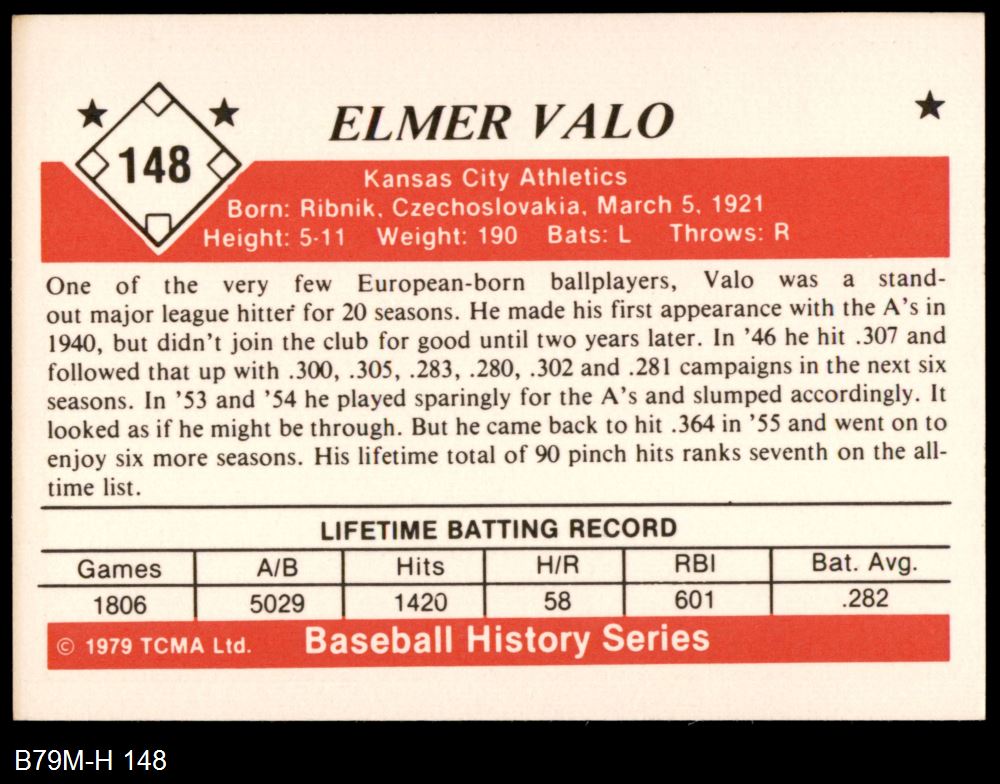 148
ELMER VALO
Kansas City Athletics
Born: Ribnik, Czechoslovakia, March 5, 1921
Height: 5-11 Weight: 190 Bats: L Throws: R
One of the very few European-born ballplayers, Valo was a stand-
out major league hitter for 20 seasons. He made his first appearance with the A's in
1940, but didn't join the club for good until two years later. In '46 he hit .307 and
followed that up with .300, .305, .283, .280, .302 and .281 campaigns in the next six
seasons. In '53 and '54 he played sparingly for the A's and slumped accordingly. It
looked as if he might be through. But he came back to hit .364 in '55 and went on to
enjoy six more seasons. His lifetime total of 90 pinch hits ranks seventh on the all-
time list.
LIFETIME BATTING RECORD
Games A/B Hits H/R RBI Bat. Avg.
1806 5029 1420 58 601 .282
© 1979 TCMA Ltd. Baseball History Series
B79M-H 148